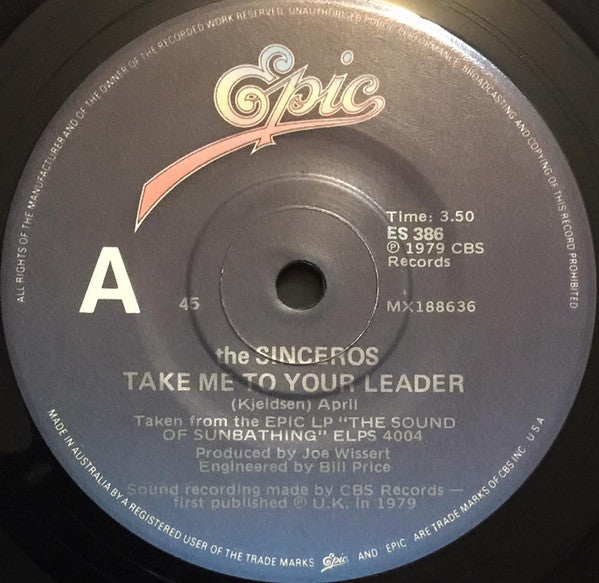 ALL RIGHTS OF THE MANUFACTURER AND OF THE OWNER OF THE RECORDED WORK RESERVED. UNAUTHORISED PUBLIC PERFORMANCE, BROADCASTING AND COPYING OF THIS RECORD PROHIBITED
Epic
Time: 3.50
ES 386
℗ 1979 CBS
Records
A
45
MX188636
the SINCEROS
TAKE ME TO YOUR LEADER
(Kjeldsen) April
Taken from the EPIC LP "THE SOUND
OF SUNBATHING" ELPS 4004
Produced by Joe Wissert
Engineered by Bill Price
Sound recording made by CBS Records —
first published ℗ U.K. in 1979
MADE IN AUSTRALIA BY A REGISTERED USER OF THE TRADE MARKS Epic AND EPIC ARE TRADE MARKS OF CBS INC U S A